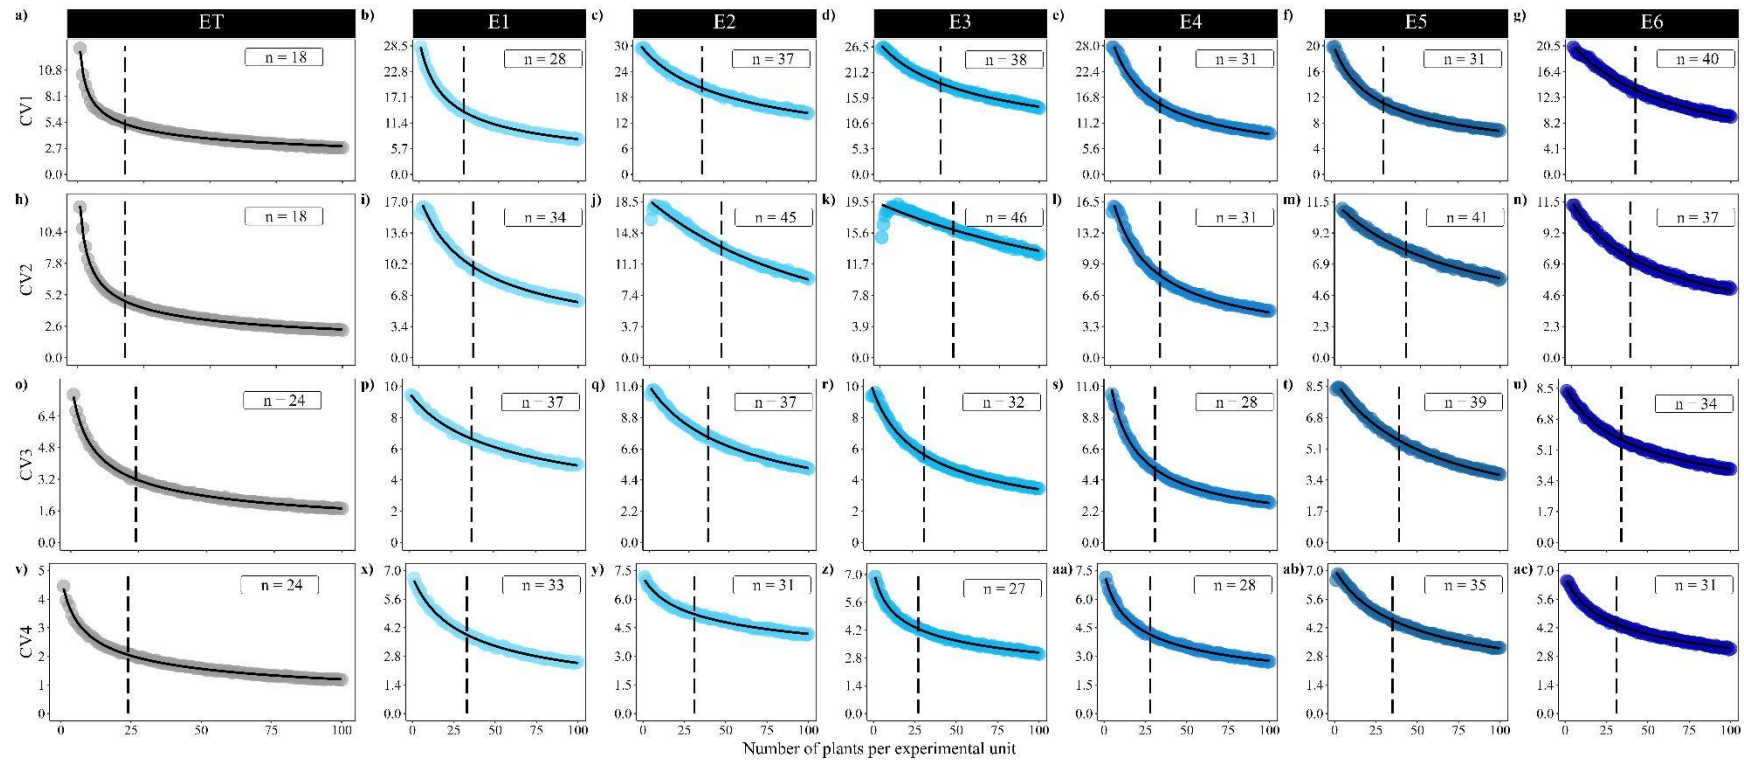 a) ET b) E1 c) E2 d) E3 e) E4 f) E5 g) E6
CV1
10.8 8.1 5.4 2.7 0.0 n = 18
28.5 22.8 17.1 11.4 5.7 0.0 n = 28
30 24 18 12 6 0 n = 37
26.5 21.2 15.9 10.6 5.3 0.0 n = 38
28.0 22.4 16.8 11.2 5.6 0.0 n = 31
20 16 12 8 4 0 n = 31
20.5 16.4 12.3 8.2 4.1 0.0 n = 40
h) i) j) k) l) m) n)
CV2
10.4 7.8 5.2 2.6 0.0 n = 18
17.0 13.6 10.2 6.8 3.4 0.0 n = 34
18.5 14.8 11.1 7.4 3.7 0.0 n = 45
19.5 15.6 11.7 7.8 3.9 0.0 n = 46
16.5 13.2 9.9 6.6 3.3 0.0 n = 31
11.5 9.2 6.9 4.6 2.3 0.0 n = 41
11.5 9.2 6.9 4.6 2.3 0.0 n = 37
o) p) q) r) s) t) u)
CV3
6.4 4.8 3.2 1.6 0.0 n = 24
10 8 6 4 2 0 n = 37
11.0 8.8 6.6 4.4 2.2 0.0 n = 37
10 8 6 4 2 0 n = 32
11.0 8.8 6.6 4.4 2.2 0.0 n = 28
8.5 6.8 5.1 3.4 1.7 0.0 n = 39
8.5 6.8 5.1 3.4 1.7 0.0 n = 34
v) x) y) z) aa) ab) ac)
CV4
5 4 3 2 1 0 n = 24
7.0 5.6 4.2 2.8 1.4 0.0 n = 33
7.5 6.0 4.5 3.0 1.5 0.0 n = 31
7.0 5.6 4.2 2.8 1.4 0.0 n = 27
7.5 6.0 4.5 3.0 1.5 0.0 n = 28
7.0 5.6 4.2 2.8 1.4 0.0 n = 35
7.0 5.6 4.2 2.8 1.4 0.0 n = 31
0 25 50 75 100 0 25 50 75 100 0 25 50 75 100 0 25 50 75 100 0 25 50 75 100 0 25 50 75 100 0 25 50 75 100
Number of plants per experimental unit